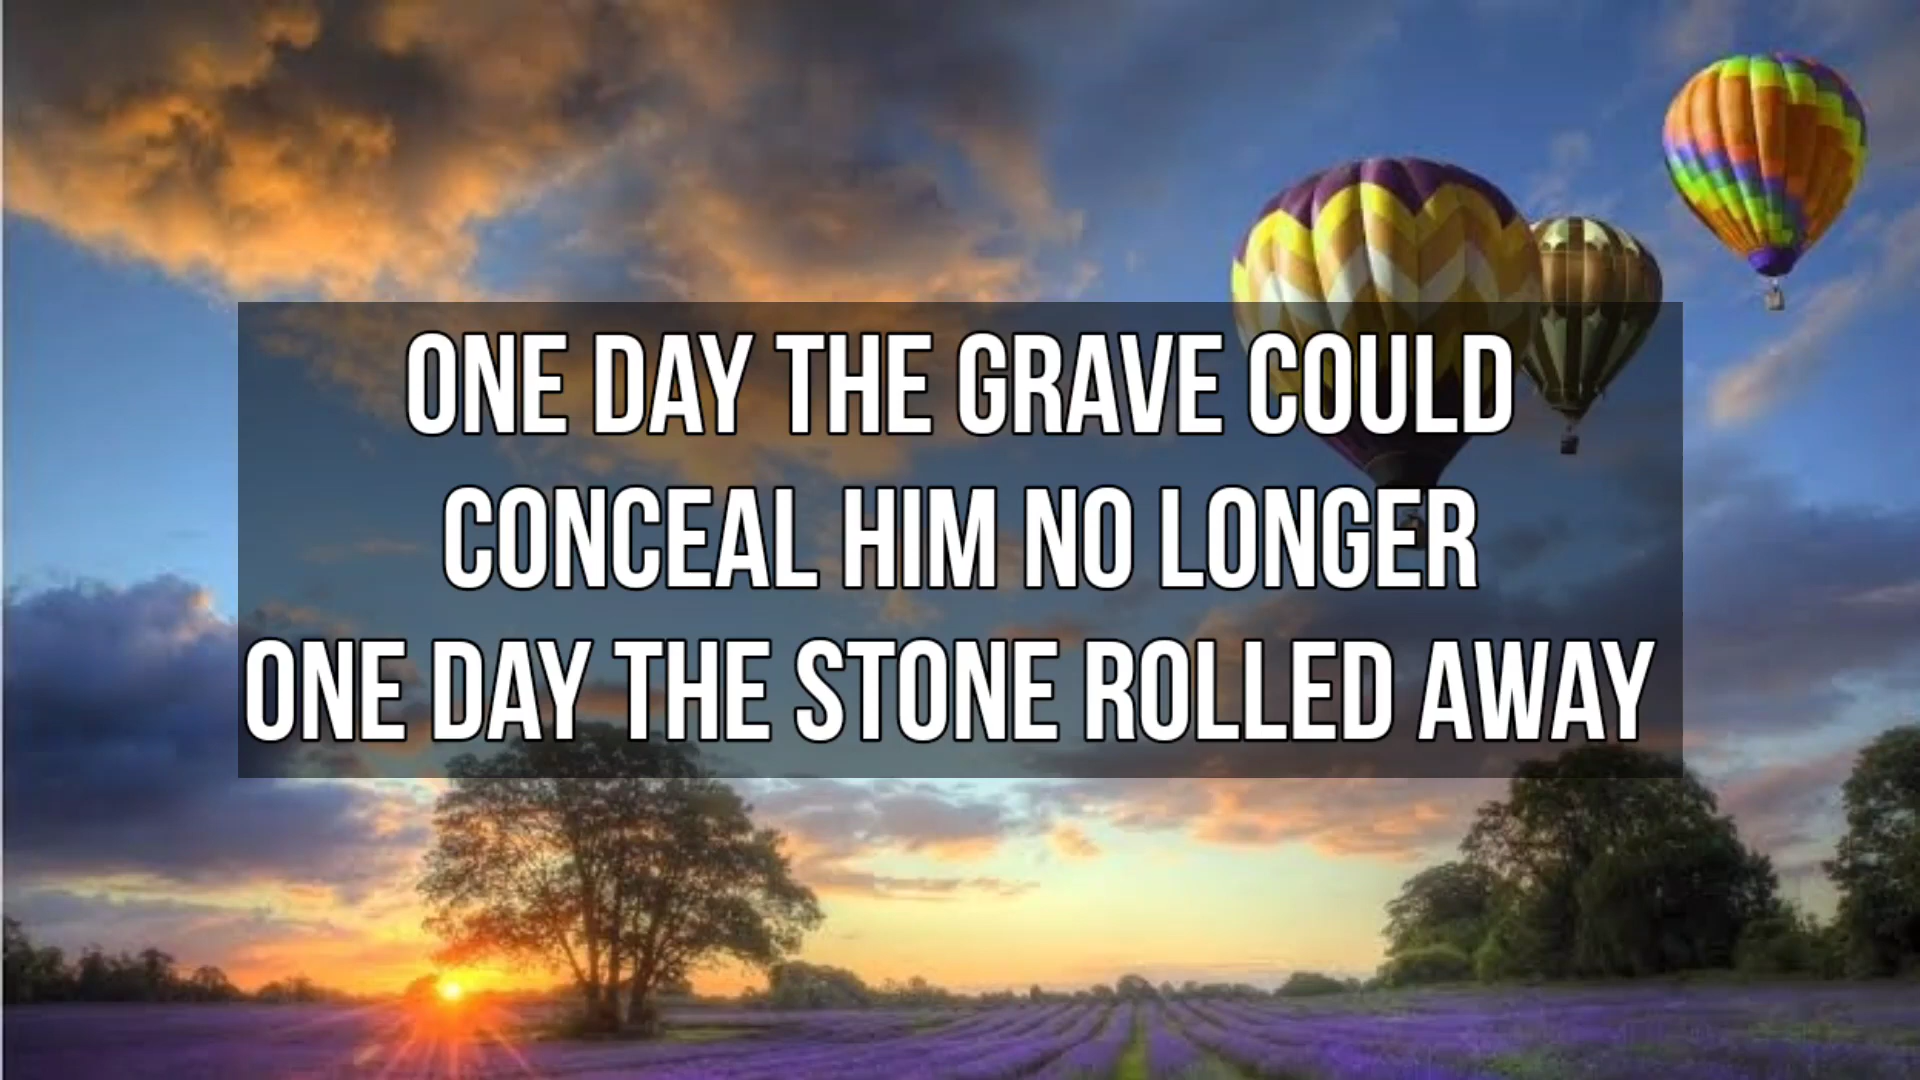 ONE DAY THE GRAVE COULD
CONCEAL HIM NO LONGER
ONE DAY THE STONE ROLLED AWAY